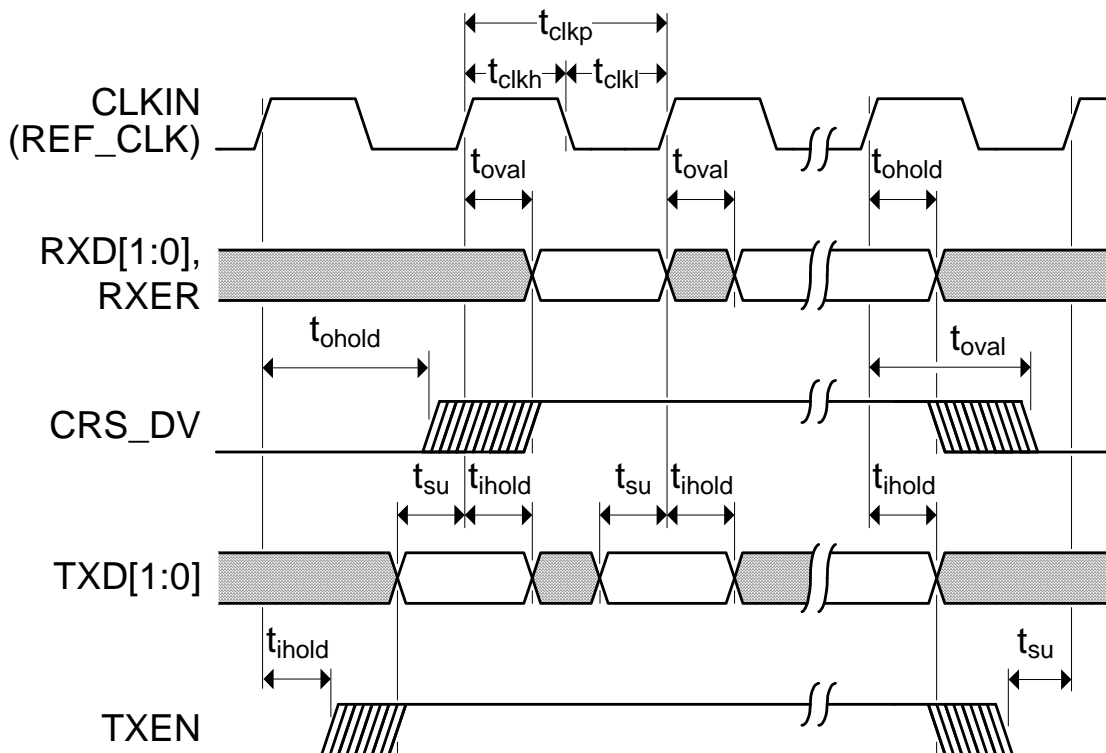 t_clkp
t_clkh t_clkl
CLKIN
(REF_CLK)
t_oval t_oval t_ohold
RXD[1:0],
RXER
t_ohold t_oval
CRS_DV
t_su t_ihold t_su t_ihold t_ihold
TXD[1:0]
t_ihold t_su
TXEN